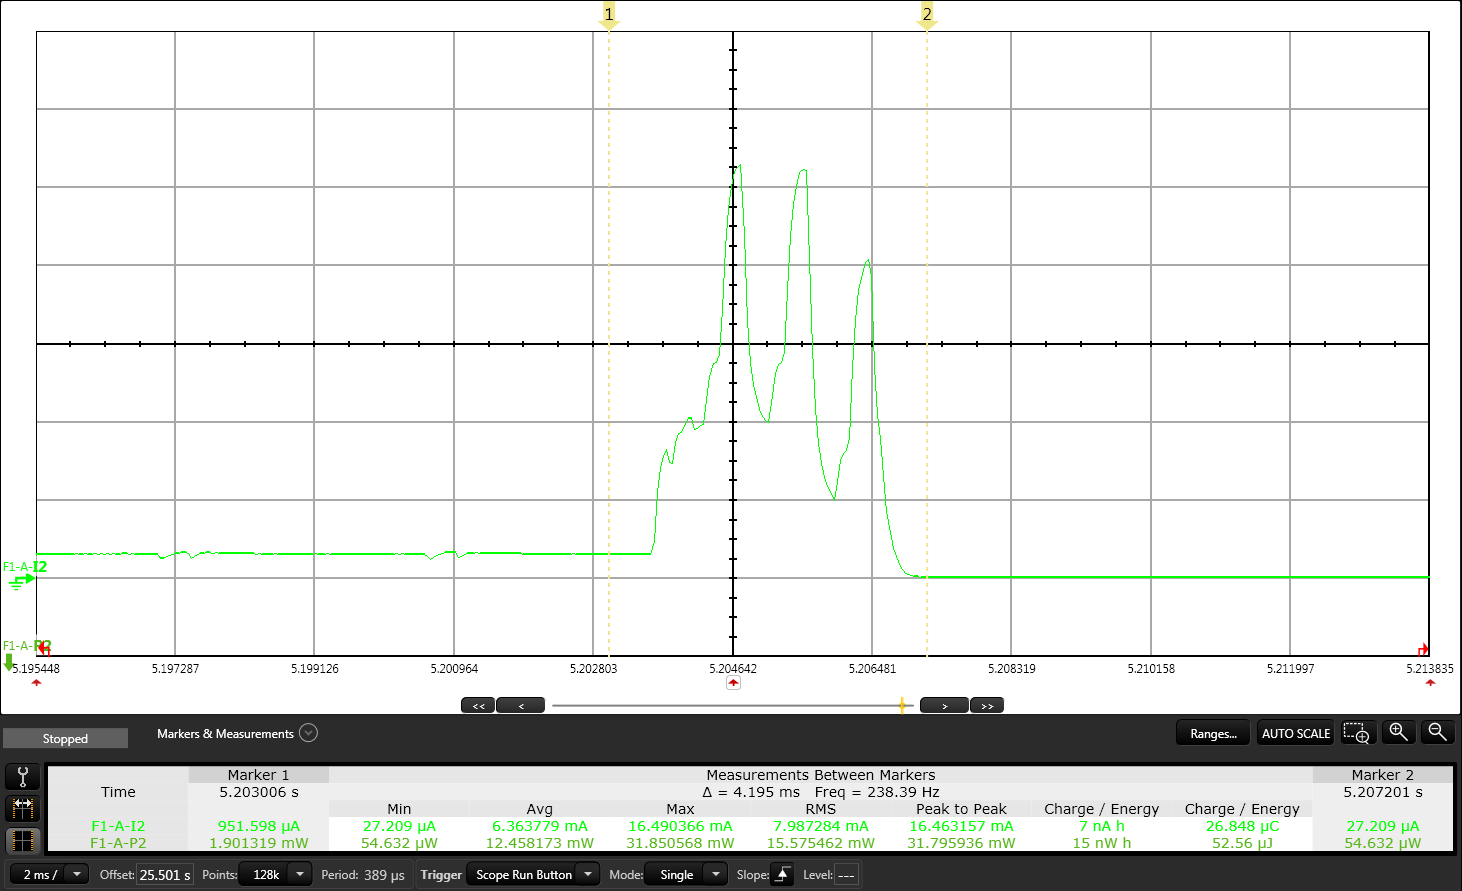 1 2
F1-A-I2
F1-A-P2
5.195448 5.197287 5.199126 5.200964 5.202803 5.204642 5.206481 5.208319 5.210158 5.211997 5.213835
<< < > >>
Stopped Markers & Measurements Ranges... AUTO SCALE
Marker 1 Measurements Between Markers Marker 2
Time 5.203006 s Δ = 4.195 ms Freq = 238.39 Hz 5.207201 s
Min Avg Max RMS Peak to Peak Charge / Energy Charge / Energy
F1-A-I2 951.598 µA 27.209 µA 6.363779 mA 16.490366 mA 7.987284 mA 16.463157 mA 7 nA h 26.848 µC 27.209 µA
F1-A-P2 1.901319 mW 54.632 µW 12.458173 mW 31.850568 mW 15.575462 mW 31.795936 mW 15 nW h 52.56 µJ 54.632 µW
2 ms / Offset: 25.501 s Points: 128k Period: 389 µs Trigger Scope Run Button Mode: Single Slope: Level: ---